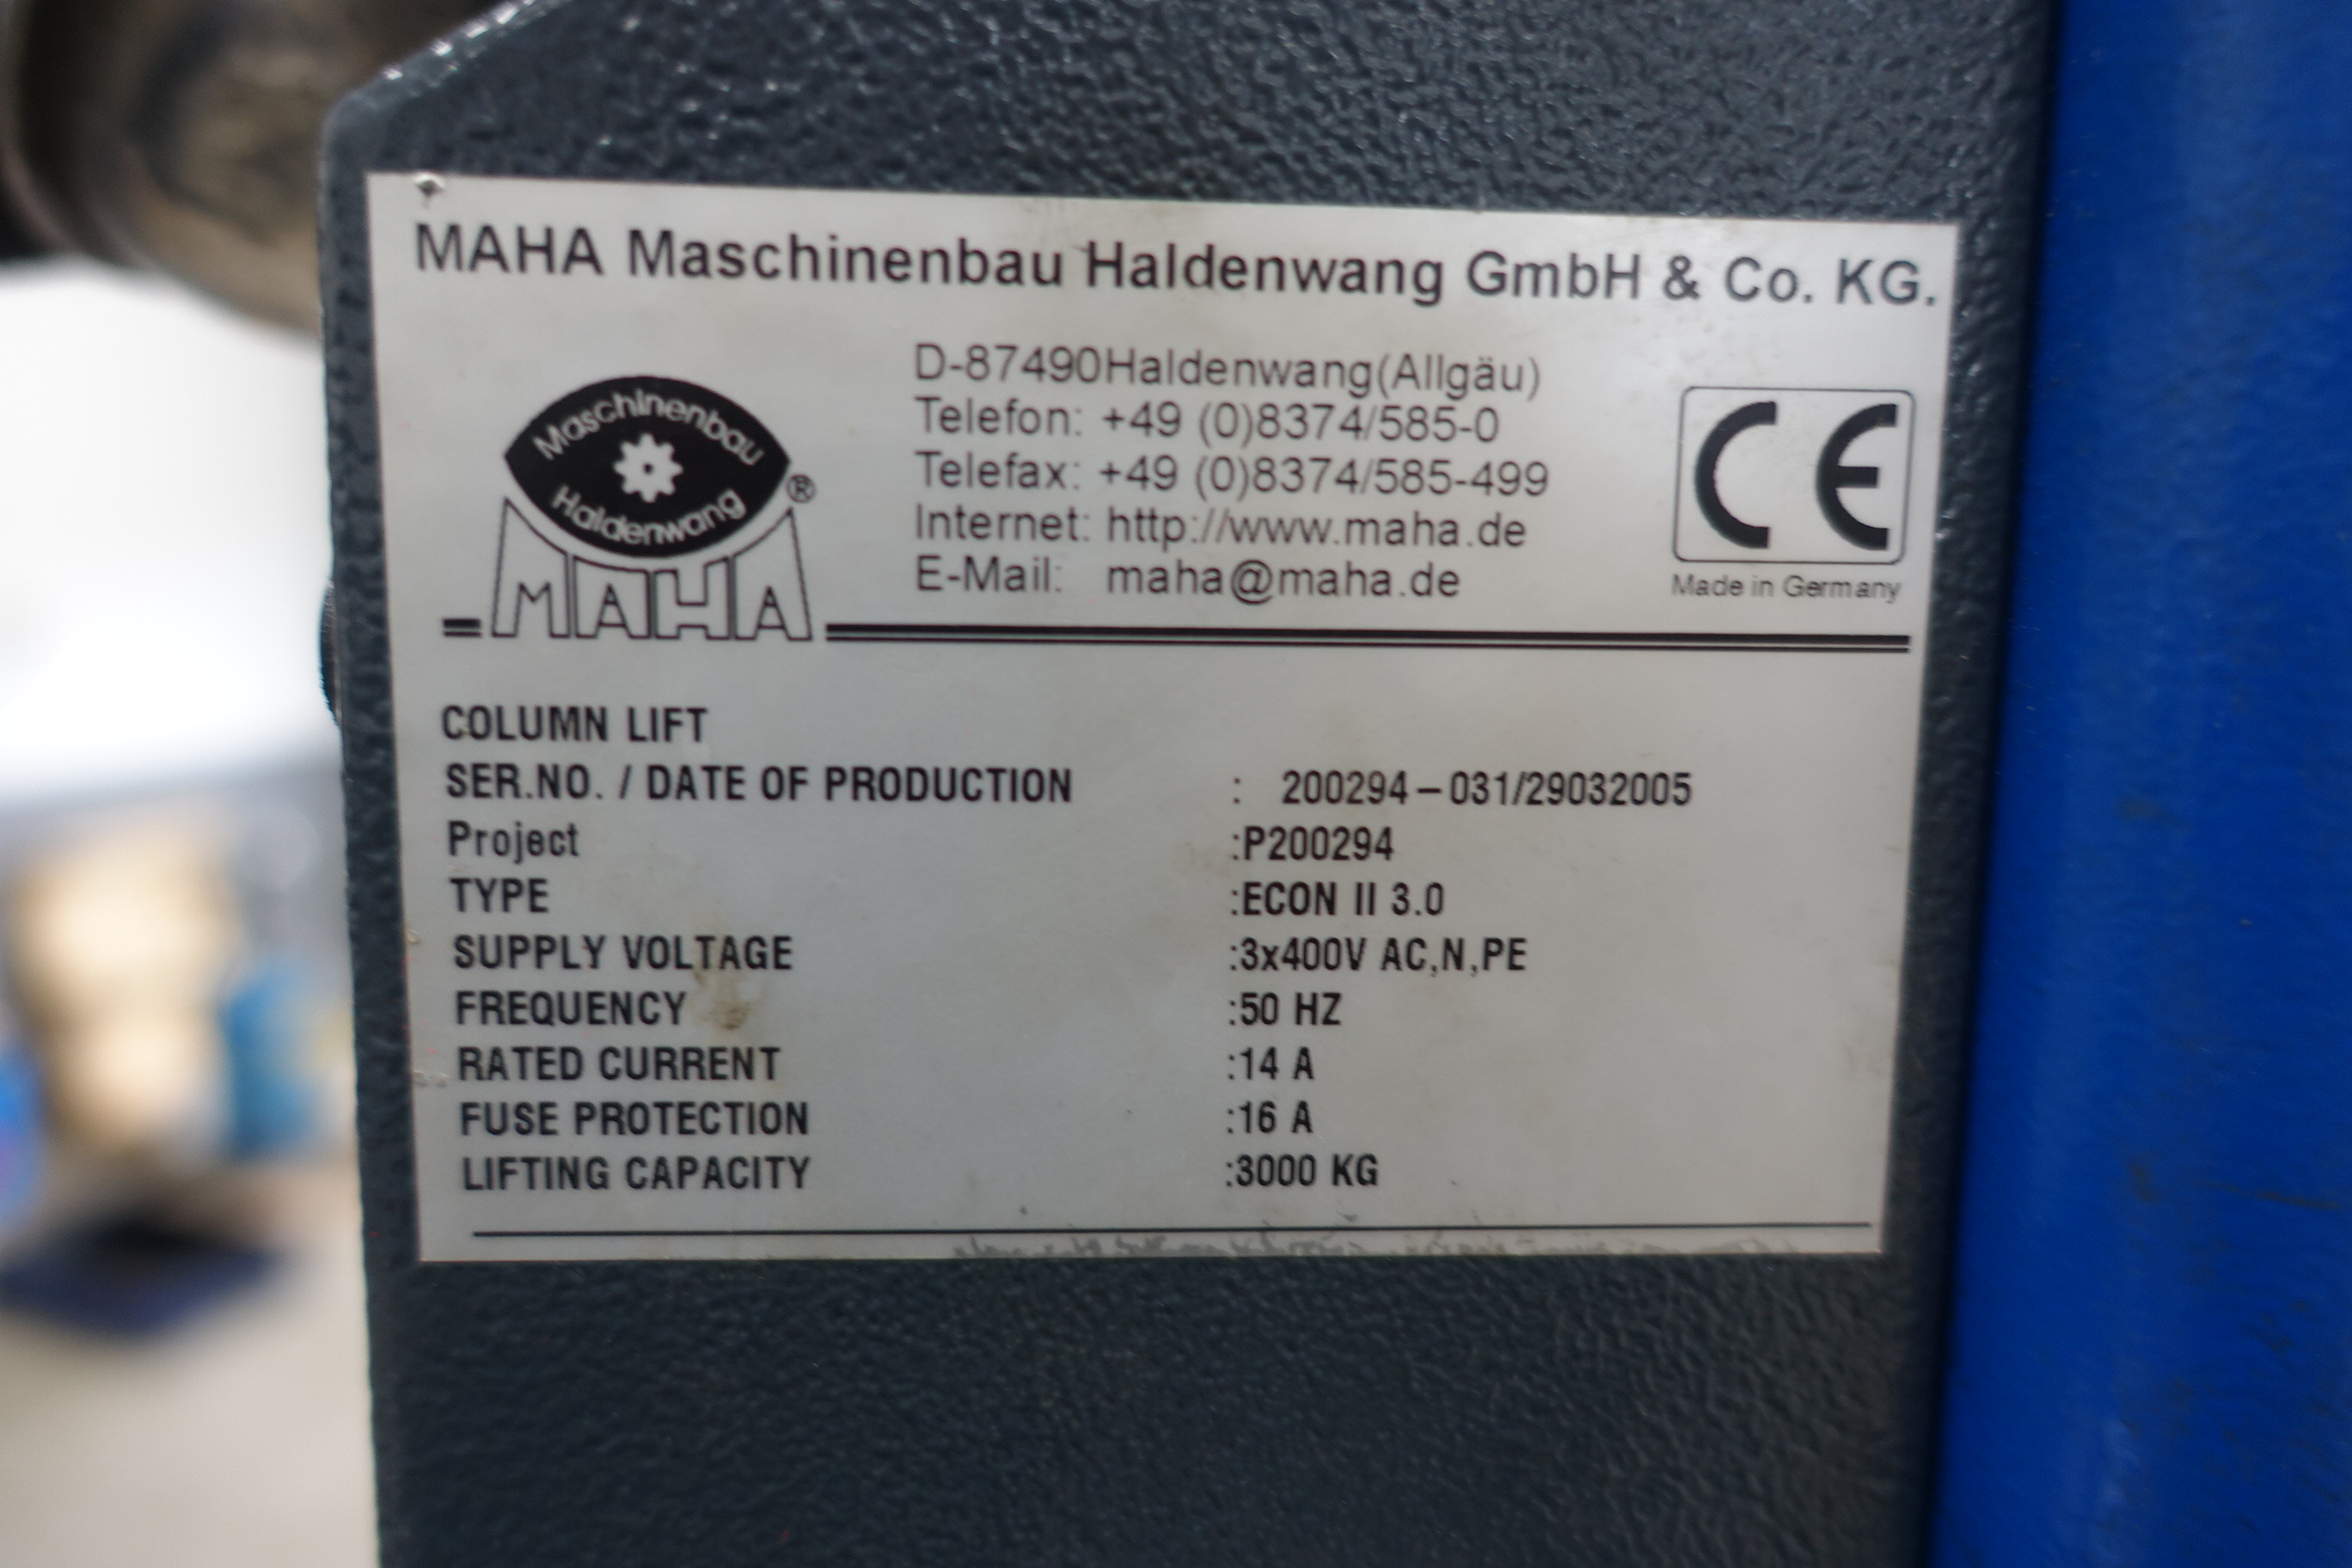 MAHA Maschinenbau Haldenwang GmbH & Co. KG.
Maschinenbau
Haldenwang
®
MAHA
D-87490Haldenwang(Allgäu)
Telefon: +49 (0)8374/585-0
Telefax: +49 (0)8374/585-499
Internet: http://www.maha.de
E-Mail: maha@maha.de
CE
Made in Germany
COLUMN LIFT
SER.NO. / DATE OF PRODUCTION : 200294-031/29032005
Project :P200294
TYPE :ECON II 3.0
SUPPLY VOLTAGE :3x400V AC,N,PE
FREQUENCY :50 HZ
RATED CURRENT :14 A
FUSE PROTECTION :16 A
LIFTING CAPACITY :3000 KG